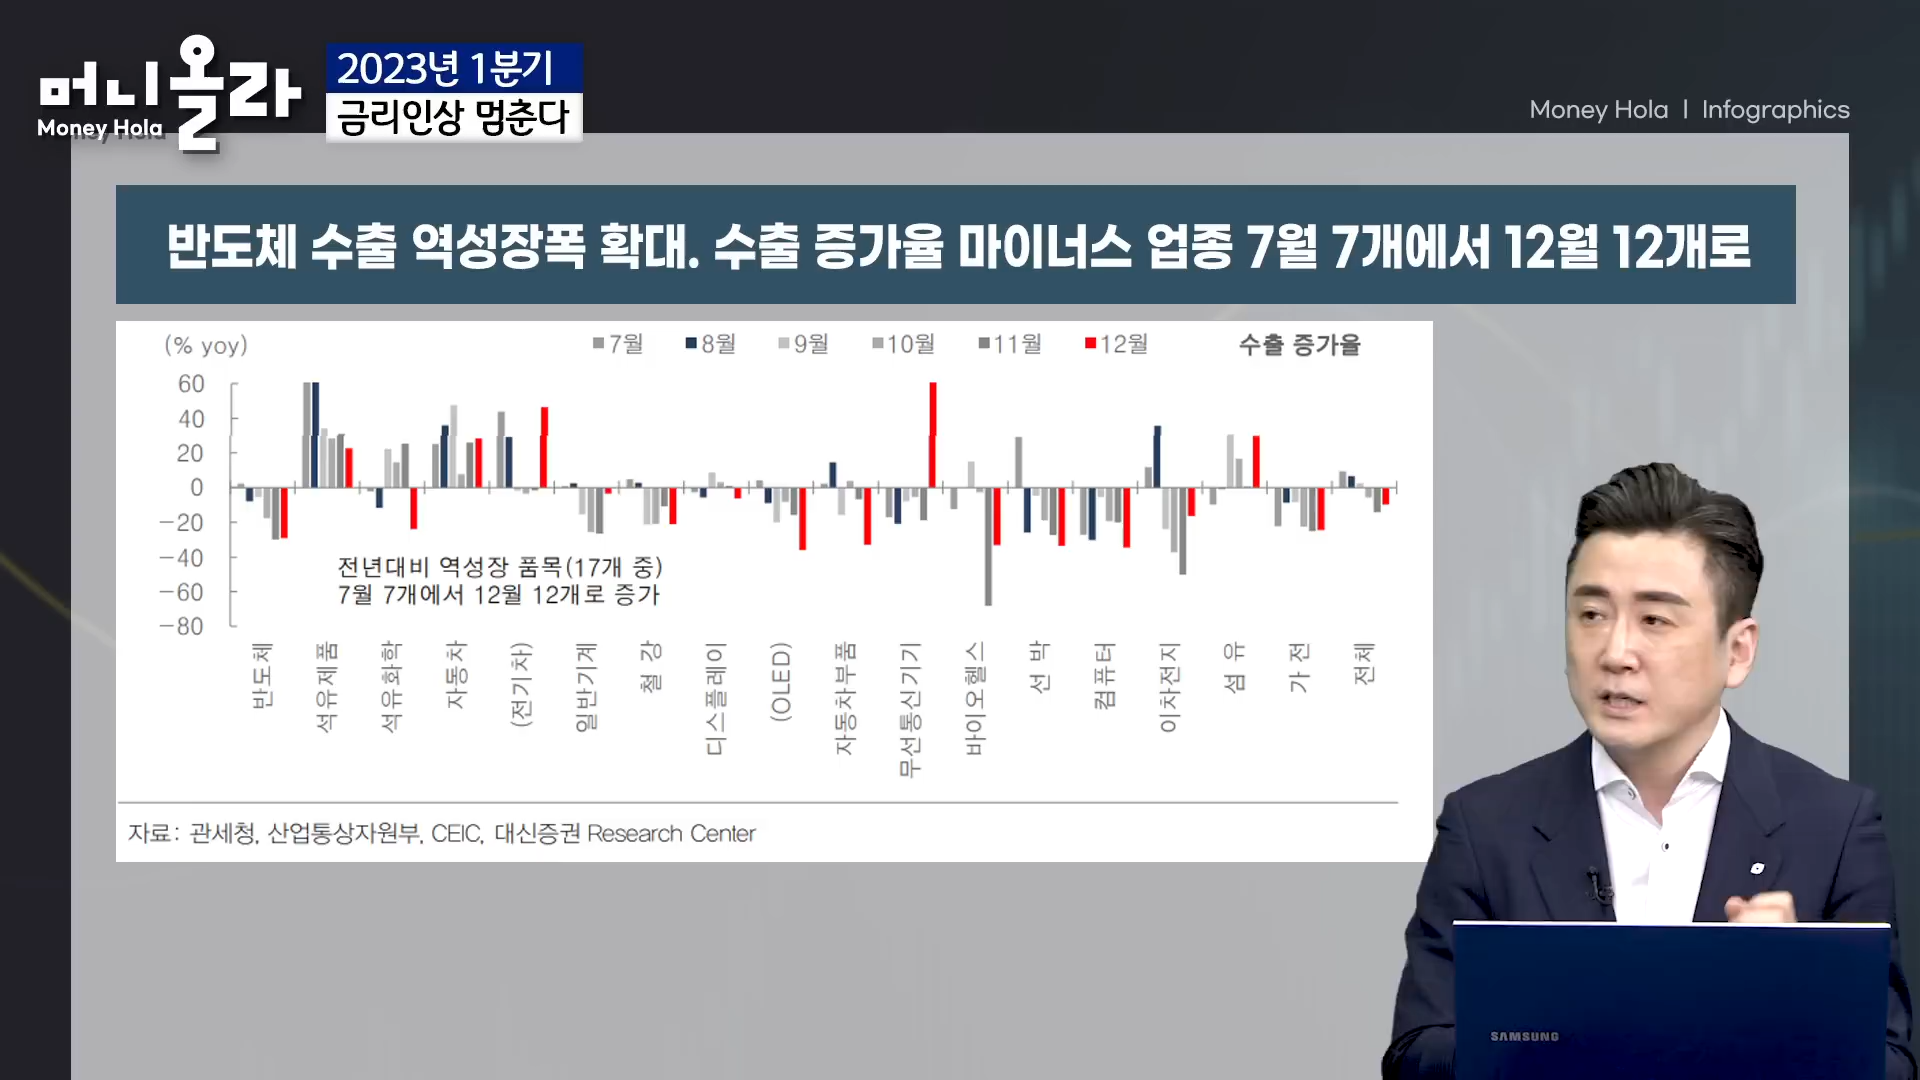 머니올라
Money Hola
2023년 1분기
금리인상 멈춘다
Money Hola | Infographics
반도체 수출 역성장폭 확대. 수출 증가율 마이너스 업종 7월 7개에서 12월 12개로
(% yoy)
7월 8월 9월 10월 11월 12월
수출 증가율
60
40
20
0
-20
-40
-60
-80
전년대비 역성장 품목(17개 중)
7월 7개에서 12월 12개로 증가
반도체
석유제품
석유화학
자동차
(전기차)
일반기계
철 강
디스플레이
(OLED)
자동차부품
무선통신기기
바이오헬스
선 박
컴퓨터
이차전지
섬 유
가 전
전체
자료: 관세청, 산업통상자원부, CEIC, 대신증권 Research Center
SAMSUNG